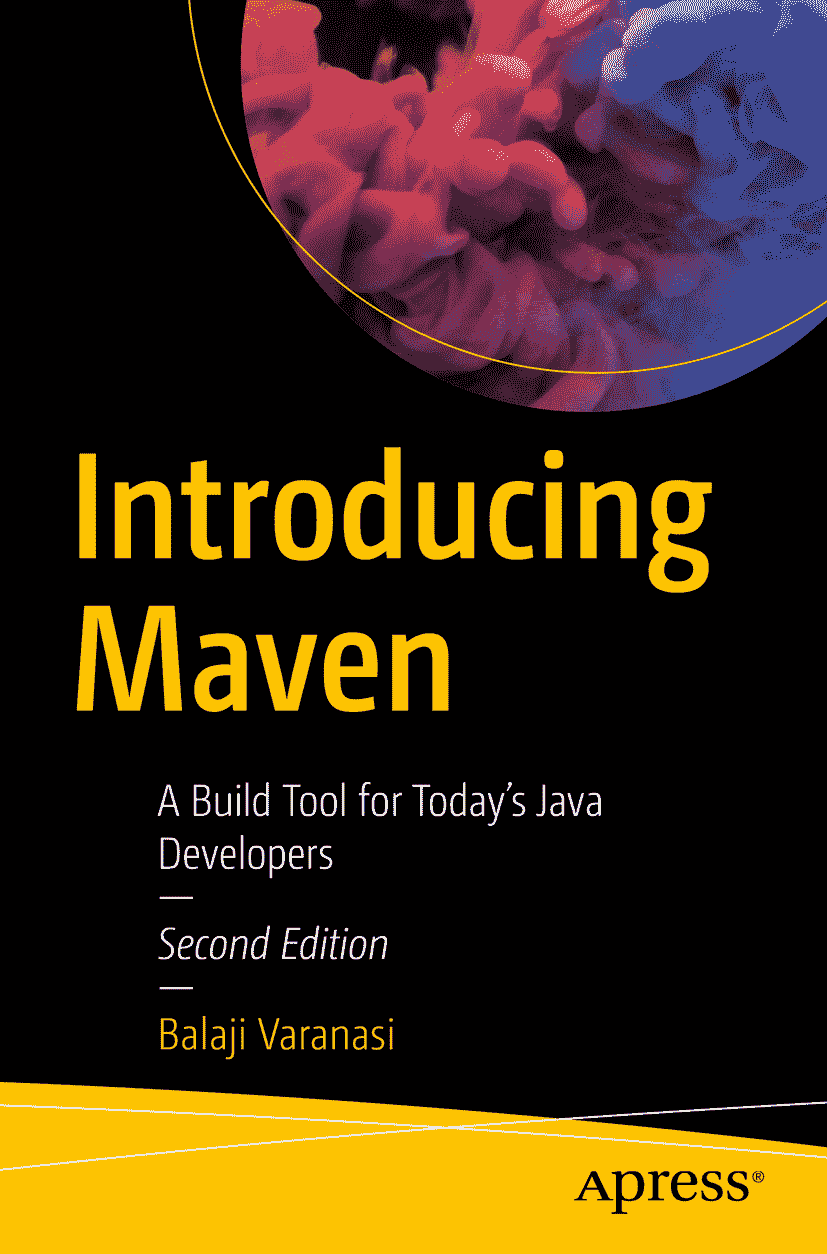 Introducing
Maven
A Build Tool for Today’s Java
Developers
Second Edition
Balaji Varanasi
Apress®